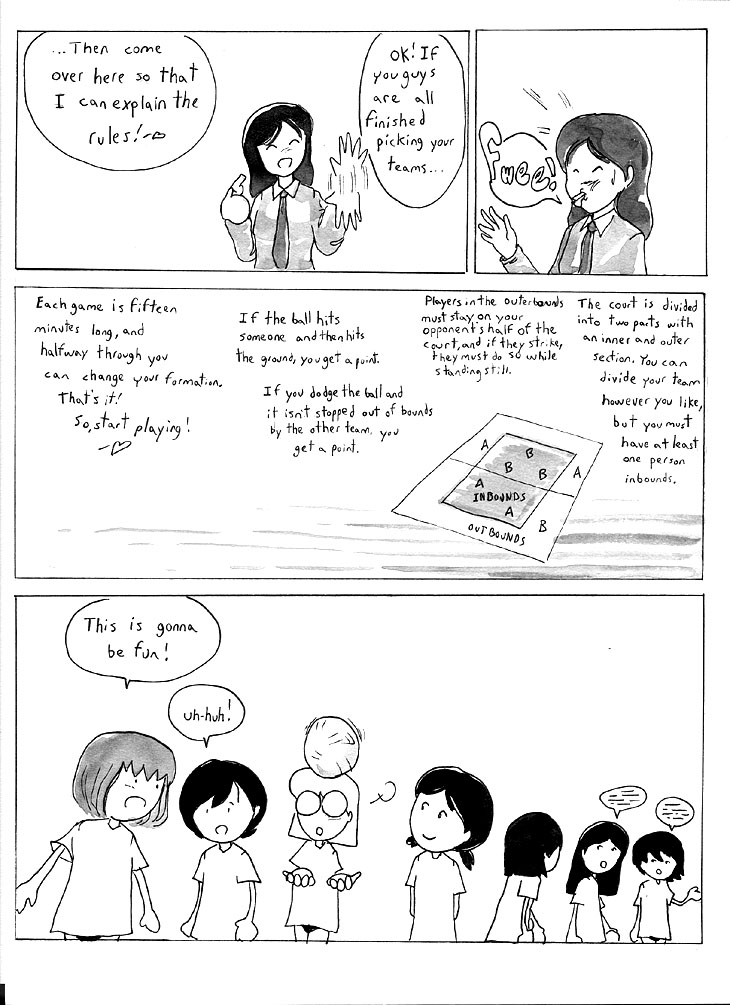 Fwee!
OK! If
you guys
are all
finished
picking your
teams...
...Then come
over here so that
I can explain the
rules!~♡
The court is divided
into two parts with
an inner and outer
section. You can
divide your team
however you like,
but you must
have at least
one person
inbounds.
Players in the outerbounds
must stay on your
opponent's half of the
court, and if they strike,
they must do so while
standing still.
If the ball hits
someone and then hits
the ground, you get a point.
If you dodge the ball and
it isn't stopped out of bounds
by the other team, you
get a point.
A B
B B A
A
INBOUNDS
A B
OUTBOUNDS
Each game is fifteen
minutes long, and
halfway through you
can change your formation.
That's it!
So, start playing!
~♡
This is gonna
be fun!
uh-huh!